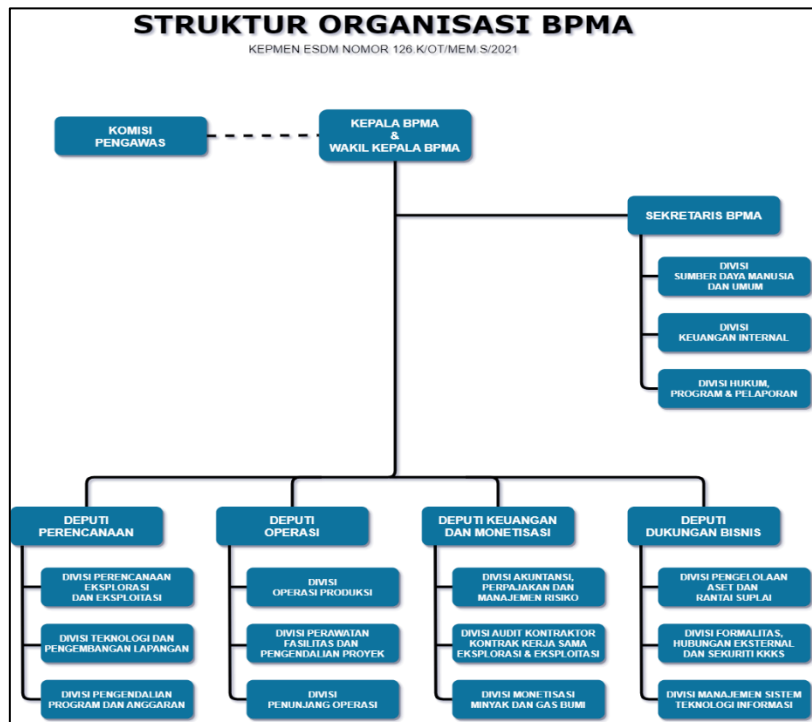 STRUKTUR ORGANISASI BPMA
KEPMEN ESDM NOMOR 126.K/OT/MEM.S/2021
KOMISI
PENGAWAS
KEPALA BPMA
&
WAKIL KEPALA BPMA
SEKRETARIS BPMA
DIVISI
SUMBER DAYA MANUSIA
DAN UMUM
DIVISI
KEUANGAN INTERNAL
DIVISI HUKUM,
PROGRAM & PELAPORAN
DEPUTI
PERENCANAAN
DIVISI PERENCANAAN
EKSPLORASI
DAN EKSPLOITASI
DIVISI TEKNOLOGI DAN
PENGEMBANGAN LAPANGAN
DIVISI PENGENDALIAN
PROGRAM DAN ANGGARAN
DEPUTI
OPERASI
DIVISI
OPERASI PRODUKSI
DIVISI PERAWATAN
FASILITAS DAN
PENGENDALIAN PROYEK
DIVISI
PENUNJANG OPERASI
DEPUTI KEUANGAN
DAN MONETISASI
DIVISI AKUNTANSI,
PERPAJAKAN DAN
MANAJEMEN RISIKO
DIVISI AUDIT KONTRAKTOR
KONTRAK KERJA SAMA
EKSPLORASI & EKSPLOITASI
DIVISI MONETISASI
MINYAK DAN GAS BUMI
DEPUTI
DUKUNGAN BISNIS
DIVISI PENGELOLAAN
ASET DAN
RANTAI SUPLAI
DIVISI FORMALITAS,
HUBUNGAN EKSTERNAL
DAN SEKURITI KKKS
DIVISI MANAJEMEN SISTEM
TEKNOLOGI INFORMASI